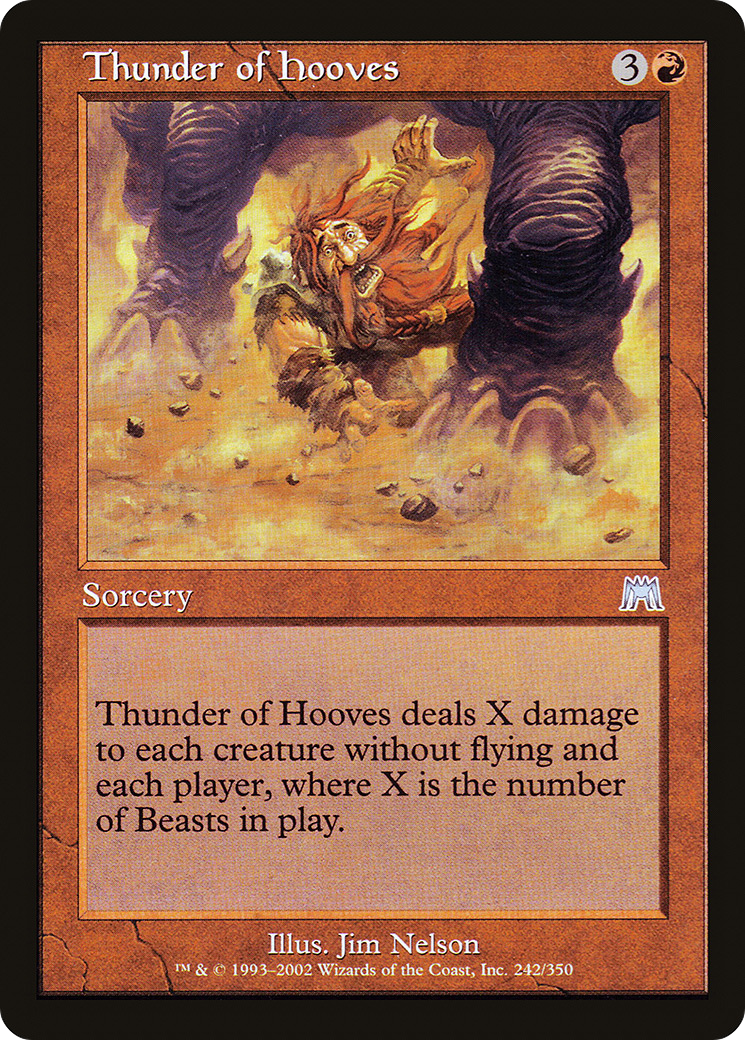 Thunder of Hooves 3
Sorcery
Thunder of Hooves deals X damage
to each creature without flying and
each player, where X is the number
of Beasts in play.
Illus. Jim Nelson
™ & © 1993–2002 Wizards of the Coast, Inc. 242/350